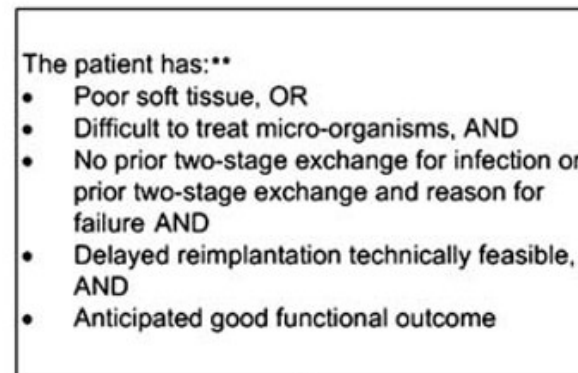 The patient has:**
• Poor soft tissue, OR
• Difficult to treat micro-organisms, AND
• No prior two-stage exchange for infection or
prior two-stage exchange and reason for
failure AND
• Delayed reimplantation technically feasible,
AND
• Anticipated good functional outcome